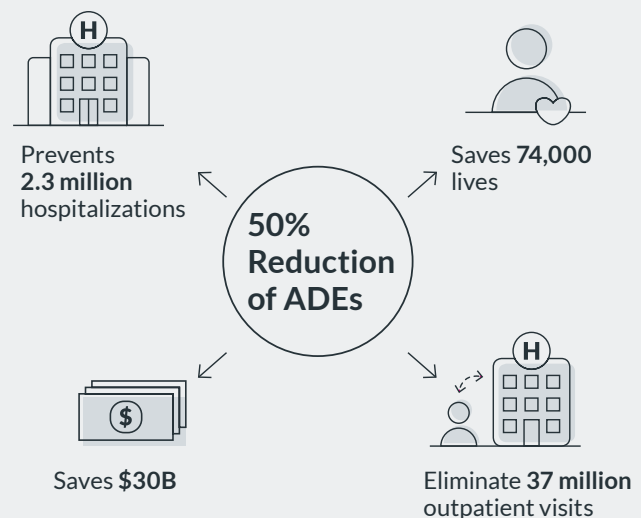 H
Prevents
2.3 million
hospitalizations
Saves 74,000
lives
50%
Reduction
of ADEs
$
Saves $30B
H
Eliminate 37 million
outpatient visits